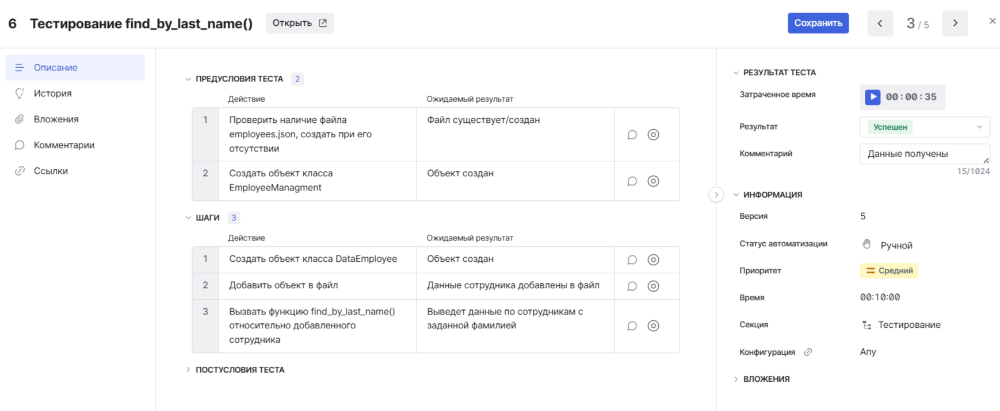 6 Тестирование find_by_last_name() Открыть Сохранить 3 / 5
Описание
История
Вложения
Комментарии
Ссылки
ПРЕДУСЛОВИЯ ТЕСТА 2
Действие Ожидаемый результат
1 Проверить наличие файла Файл существует/создан
employees.json, создать при его
отсутствии
2 Создать объект класса Объект создан
EmployeeManagment
ШАГИ 3
Действие Ожидаемый результат
1 Создать объект класса DataEmployee Объект создан
2 Добавить объект в файл Данные сотрудника добавлены в файл
3 Вызвать функцию find_by_last_name() Выведет данные по сотрудникам с
относительно добавленного заданной фамилией
сотрудника
ПОСТУСЛОВИЯ ТЕСТА
РЕЗУЛЬТАТ ТЕСТА
Затраченное время 00:00:35
Результат Успешен
Комментарий Данные получены
15/1024
ИНФОРМАЦИЯ
Версия 5
Статус автоматизации Ручной
Приоритет Средний
Время 00:10:00
Секция Тестирование
Конфигурация Any
ВЛОЖЕНИЯ